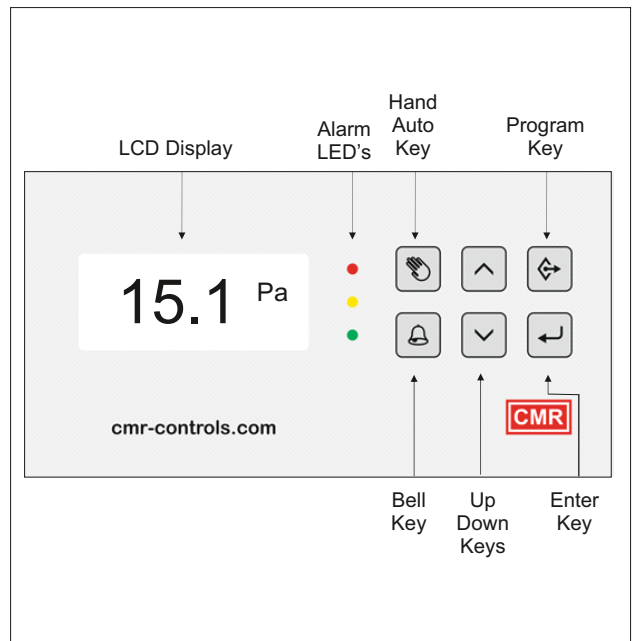 Hand
Auto
Key
Program
Key
Alarm
LED's
LCD Display
15.1 Pa
cmr-controls.com
CMR
Bell
Key
Up
Down
Keys
Enter
Key